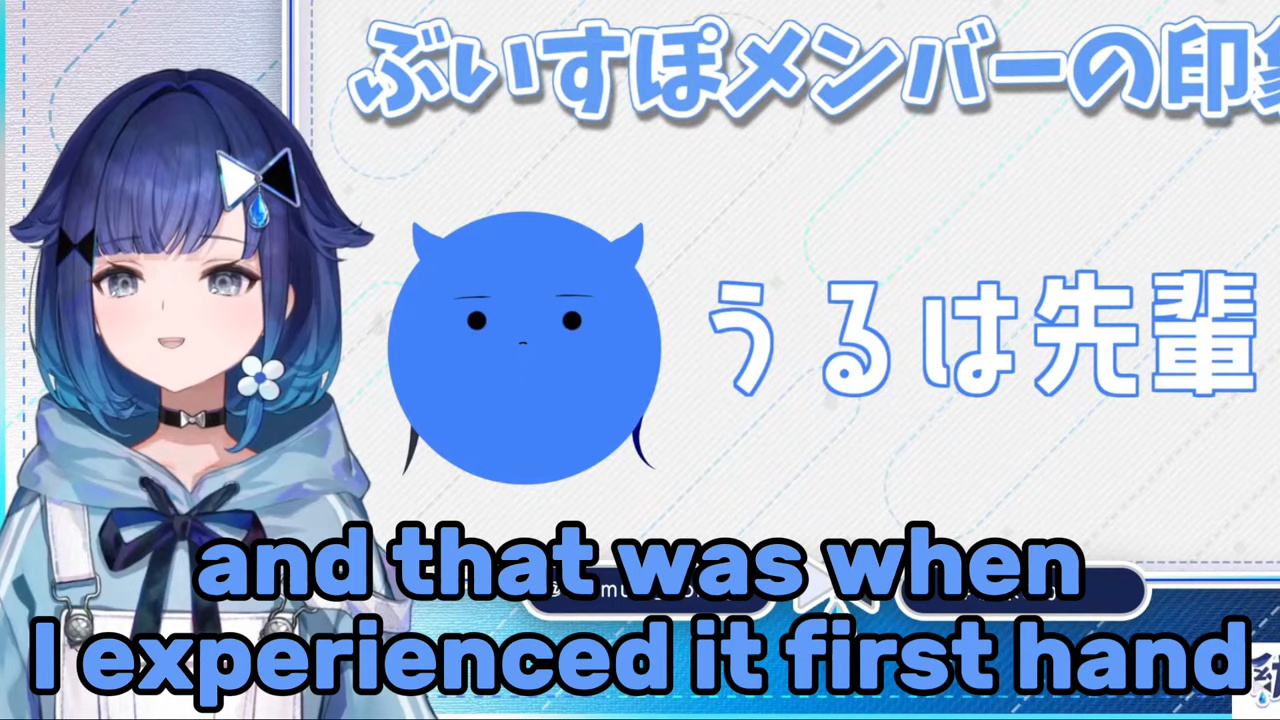 ぶいすぽメンバーの印象
うるは先輩
and that was when
I experienced it first hand